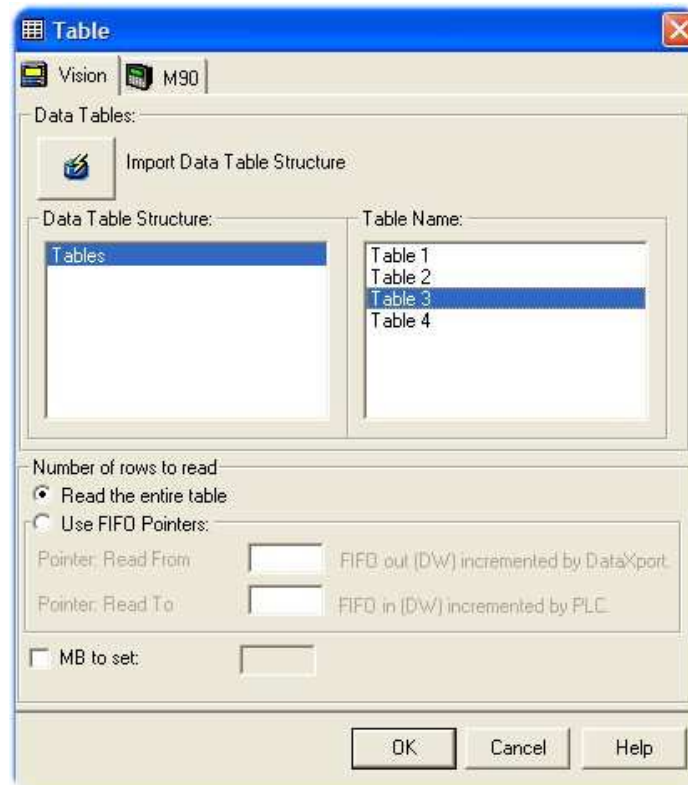 Table
Vision M90
Data Tables:
Import Data Table Structure
Data Table Structure: Table Name:
Tables
Table 1
Table 2
Table 3
Table 4
Number of rows to read
Read the entire table
Use FIFO Pointers:
Pointer: Read From FIFO out (DW) incremented by DataXport.
Pointer: Read To FIFO in (DW) incremented by PLC.
MB to set:
OK Cancel Help